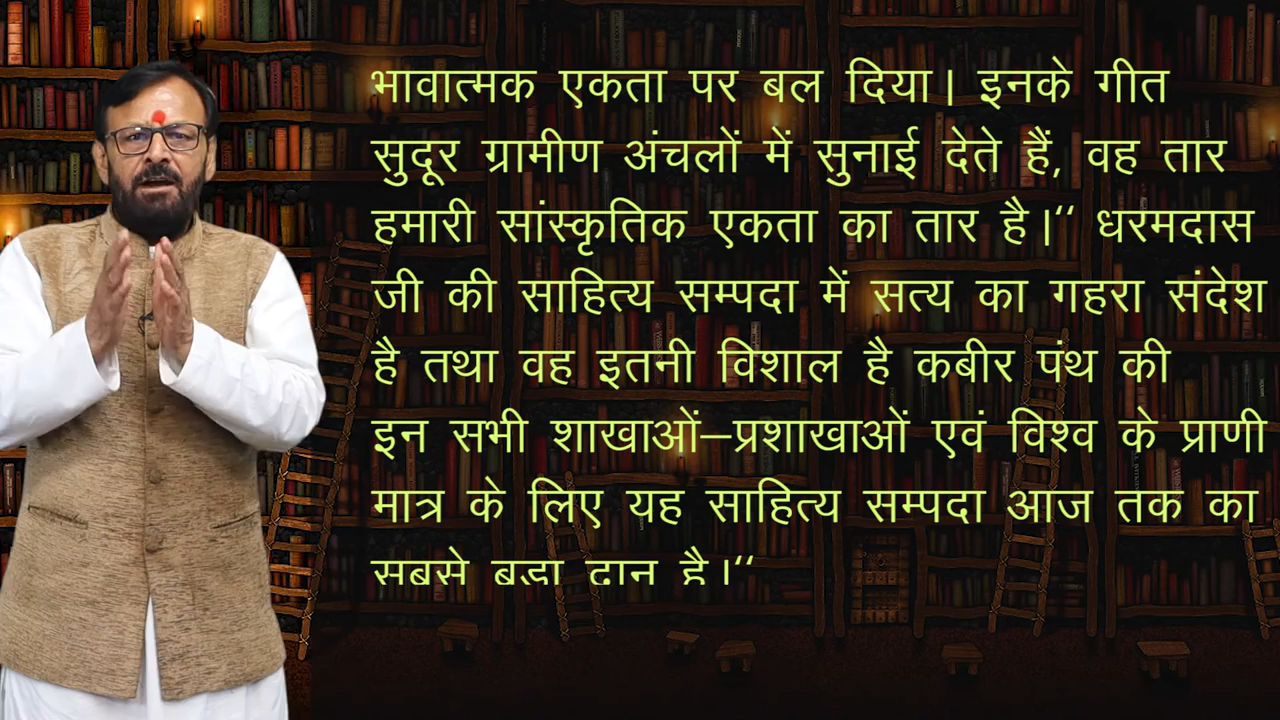 भावात्मक एकता पर बल दिया। इनके गीत
सुदूर ग्रामीण अंचलों में सुनाई देते हैं, वह तार
हमारी सांस्कृतिक एकता का तार है।‘‘ धरमदास
जी की साहित्य सम्पदा में सत्य का गहरा संदेश
है तथा वह इतनी विशाल है कबीर पंथ की
इन सभी शाखाओं–प्रशाखाओं एवं विश्व के प्राणी
मात्र के लिए यह साहित्य सम्पदा आज तक का
सबसे बड़ा दान है।‘‘